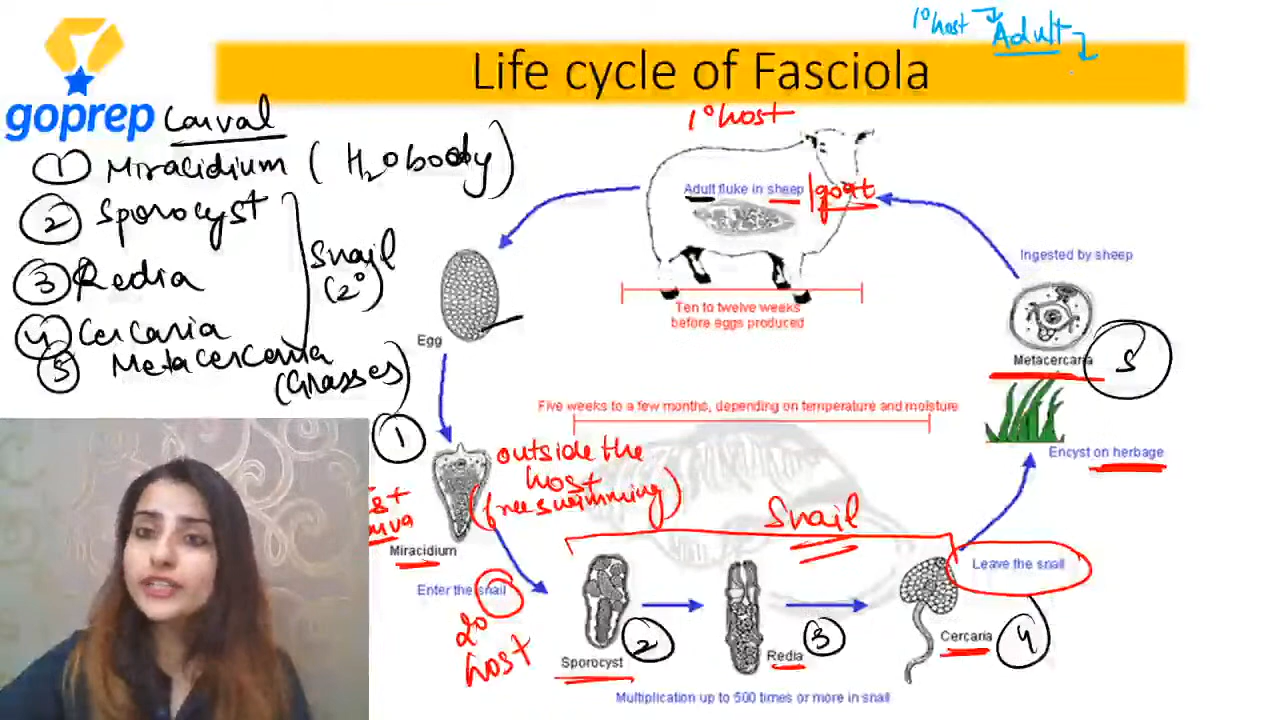 1° host → Adult
Life cycle of Fasciola
goprep
Larval
1 Miracidium (H2O body)
2 Sporocyst
3 Redia
4 Cercaria
Snail
(2°)
5 Metacercaria
(Grasses)
1° host
Adult fluke in sheep | goat
Ten to twelve weeks
before eggs produced
Ingested by sheep
Egg
Metacercaria
5
Five weeks to a few months, depending on temperature and moisture
Encyst on herbage
1
outside the
host
(free swimming)
Snail
Miracidium
Enter the snail
2° host
Leave the snail
Sporocyst
2
Redia
3
Cercaria
4
Multiplication up to 500 times or more in snail